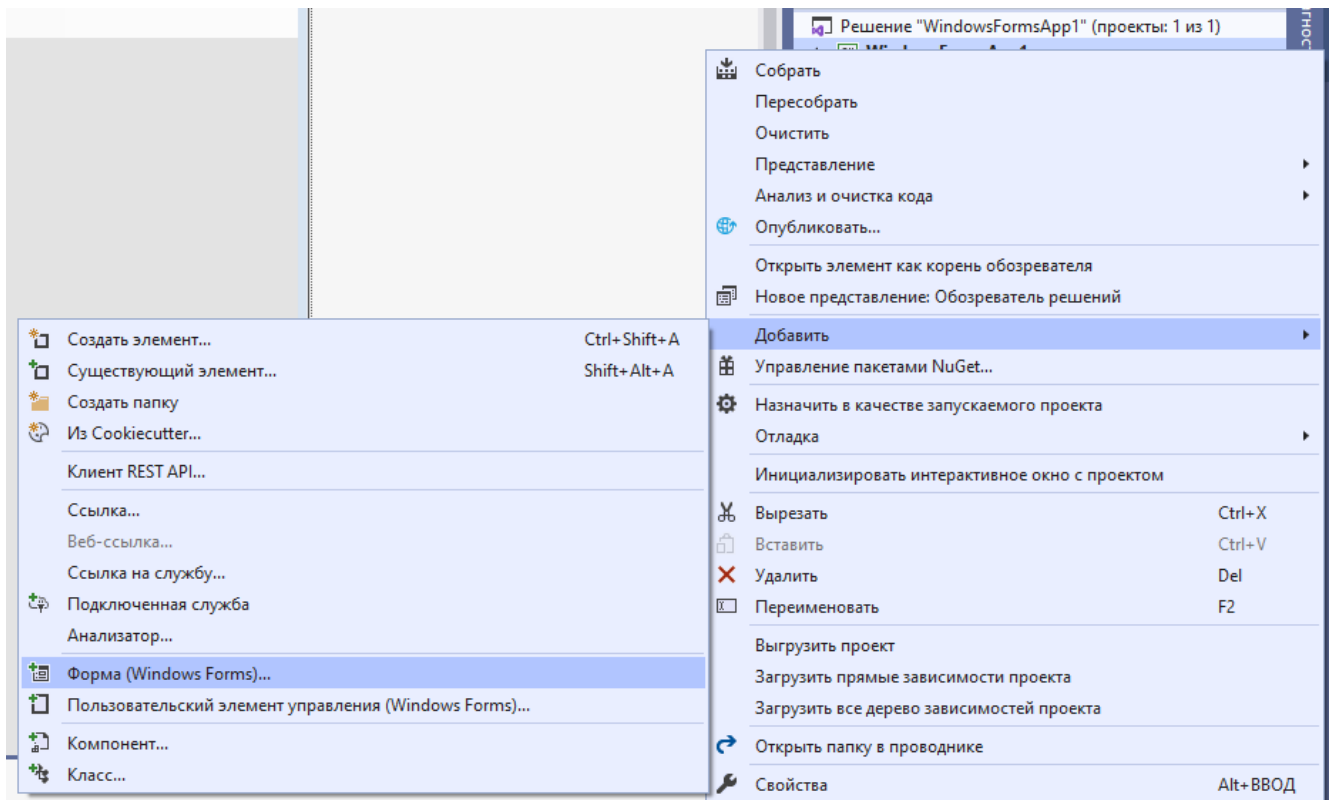 Решение "WindowsFormsApp1" (проекты: 1 из 1)
Собрать
Пересобрать
Очистить
Представление
Анализ и очистка кода
Опубликовать...
Открыть элемент как корень обозревателя
Новое представление: Обозреватель решений
Добавить
Управление пакетами NuGet...
Назначить в качестве запускаемого проекта
Отладка
Инициализировать интерактивное окно с проектом
Вырезать Ctrl+X
Вставить Ctrl+V
Удалить Del
Переименовать F2
Выгрузить проект
Загрузить прямые зависимости проекта
Загрузить все дерево зависимостей проекта
Открыть папку в проводнике
Свойства Alt+ВВОД
Создать элемент... Ctrl+Shift+A
Существующий элемент... Shift+Alt+A
Создать папку
Из Cookiecutter...
Клиент REST API...
Ссылка...
Веб-ссылка...
Ссылка на службу...
Подключенная служба
Анализатор...
Форма (Windows Forms)...
Пользовательский элемент управления (Windows Forms)...
Компонент...
Класс...